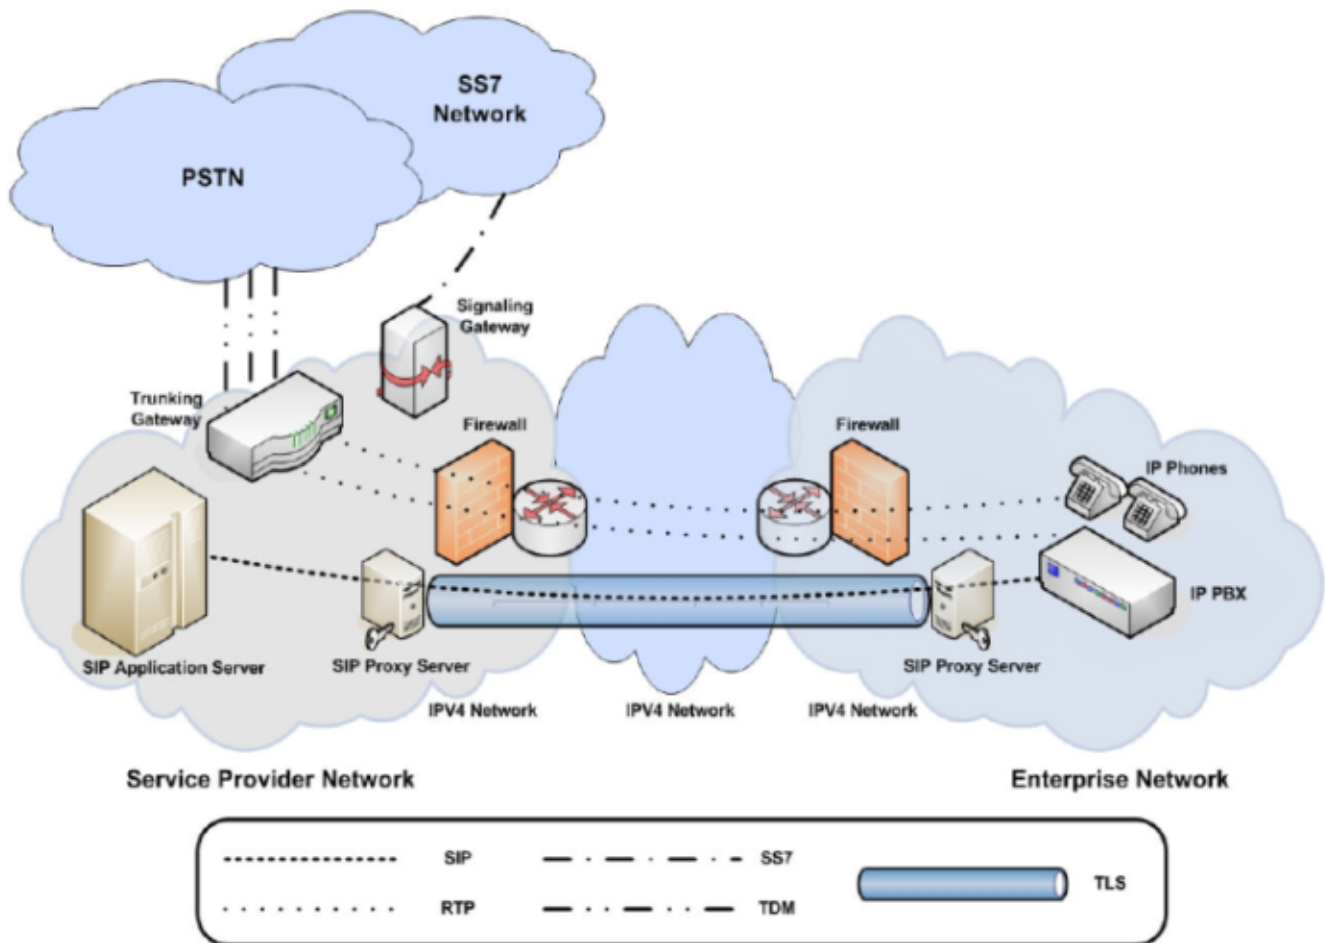 SS7
Network
PSTN
Signaling
Gateway
Trunking
Gateway
Firewall
Firewall
IP Phones
IP PBX
SIP Application Server
SIP Proxy Server
SIP Proxy Server
IPV4 Network
IPV4 Network
IPV4 Network
Service Provider Network
Enterprise Network
SIP
SS7
TLS
RTP
TDM